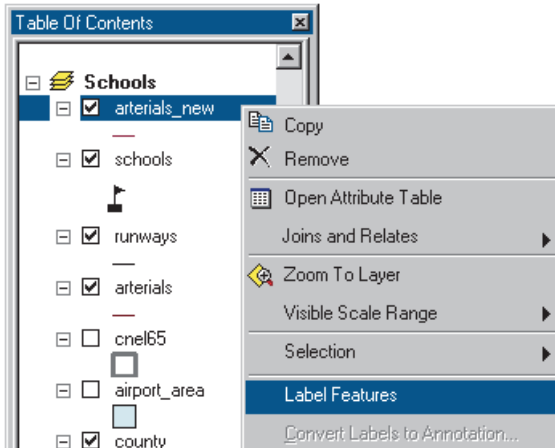 Table Of Contents
Schools
arterials_new
schools
runways
arterials
cnel65
airport_area
county
Copy
Remove
Open Attribute Table
Joins and Relates
Zoom To Layer
Visible Scale Range
Selection
Label Features
Convert Labels to Annotation...